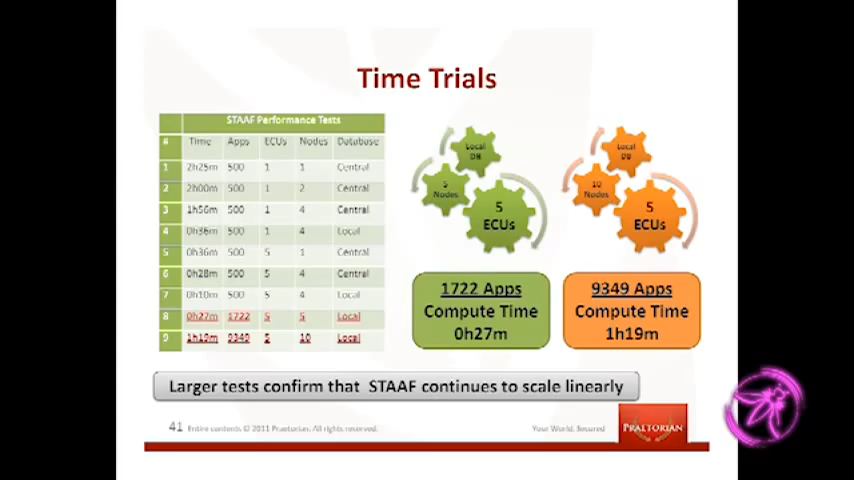 Time Trials
STAAF Performance Tests
# Time Apps ECUs Nodes Database
1 2h25m 500 1 1 Central
2 2h00m 500 1 2 Central
3 1h56m 500 1 4 Central
4 0h36m 500 1 4 Local
5 0h36m 500 5 1 Central
6 0h28m 500 5 4 Central
7 0h10m 500 5 4 Local
8 0h27m 1722 5 5 Local
9 1h19m 9349 5 10 Local
Local
DB
5
Nodes
5
ECUs
1722 Apps
Compute Time
0h27m
Local
DB
10
Nodes
5
ECUs
9349 Apps
Compute Time
1h19m
Larger tests confirm that STAAF continues to scale linearly
41 Entire contents © 2011 Praetorian. All rights reserved.
Your World, Secured
PRAETORIAN